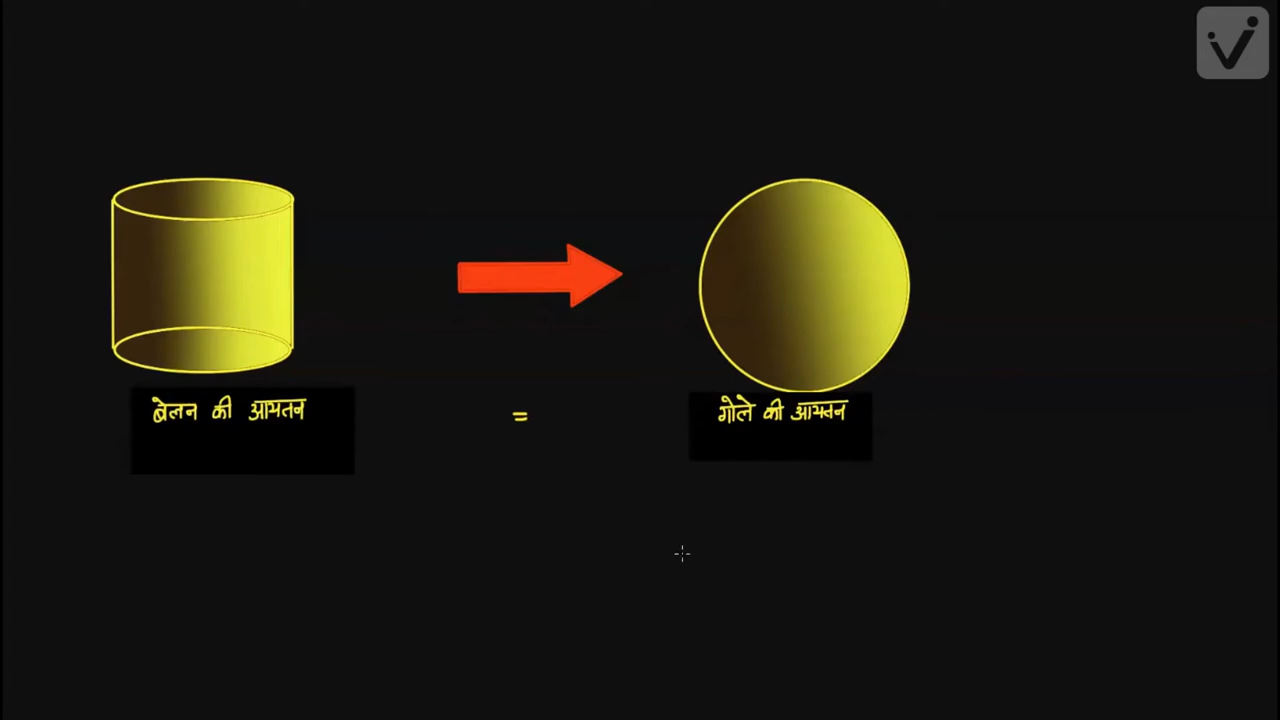 बेलन की आयतन = गोले की आयतन